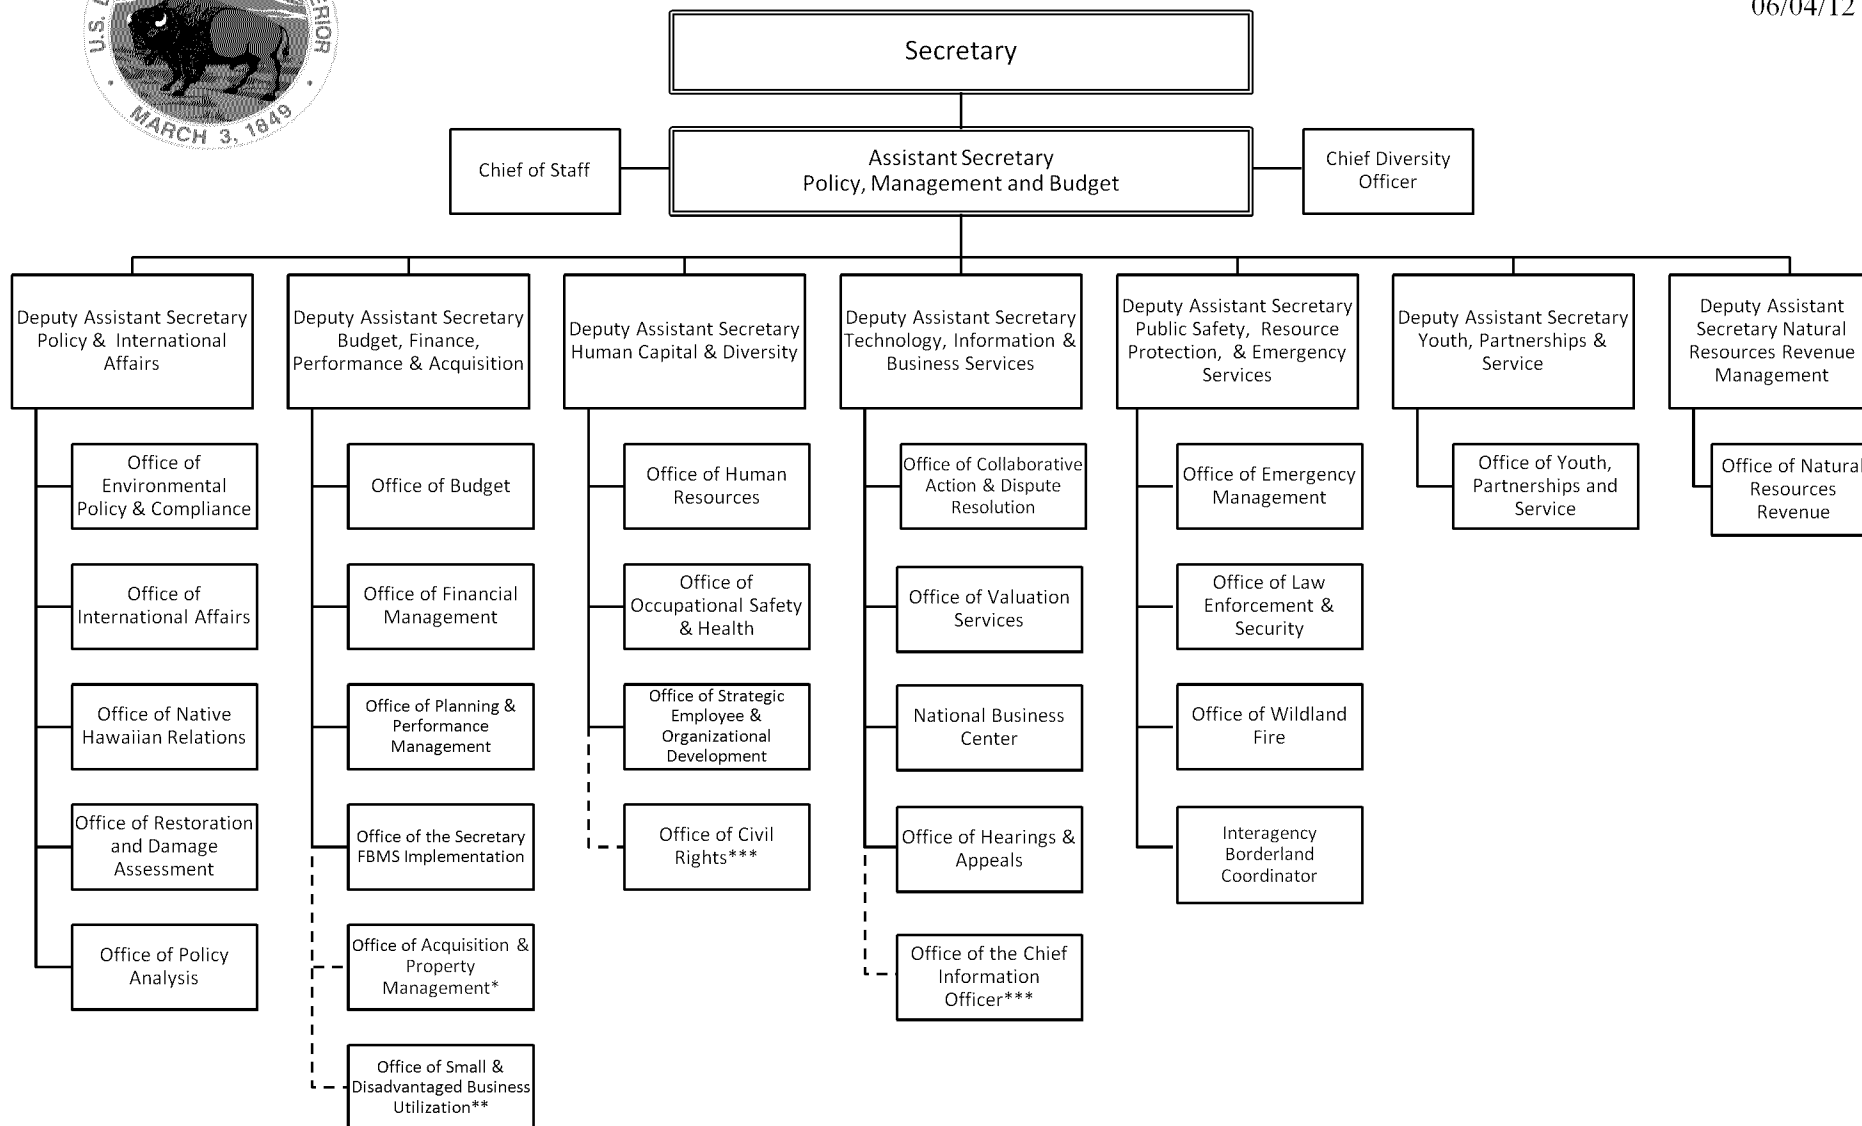 U.S. D
ERIOR
MARCH 3, 1849
06/04/12
Secretary
Chief of Staff
Assistant Secretary
Policy, Management and Budget
Chief Diversity
Officer
Deputy Assistant Secretary
Policy & International
Affairs
Office of
Environmental
Policy & Compliance
Office of
International Affairs
Office of Native
Hawaiian Relations
Office of Restoration
and Damage
Assessment
Office of Policy
Analysis
Deputy Assistant Secretary
Budget, Finance,
Performance & Acquisition
Office of Budget
Office of Financial
Management
Office of Planning &
Performance
Management
Office of the Secretary
FBMS Implementation
Office of Acquisition &
Property
Management*
Office of Small &
Disadvantaged Business
Utilization**
Deputy Assistant Secretary
Human Capital & Diversity
Office of Human
Resources
Office of
Occupational Safety
& Health
Office of Strategic
Employee &
Organizational
Development
Office of Civil
Rights***
Deputy Assistant Secretary
Technology, Information &
Business Services
Office of Collaborative
Action & Dispute
Resolution
Office of Valuation
Services
National Business
Center
Office of Hearings &
Appeals
Office of the Chief
Information
Officer***
Deputy Assistant Secretary
Public Safety, Resource
Protection, & Emergency
Services
Office of Emergency
Management
Office of Law
Enforcement &
Security
Office of Wildland
Fire
Interagency
Borderland
Coordinator
Deputy Assistant Secretary
Youth, Partnerships &
Service
Office of Youth,
Partnerships and
Service
Deputy Assistant
Secretary Natural
Resources Revenue
Management
Office of Natural
Resources
Revenue